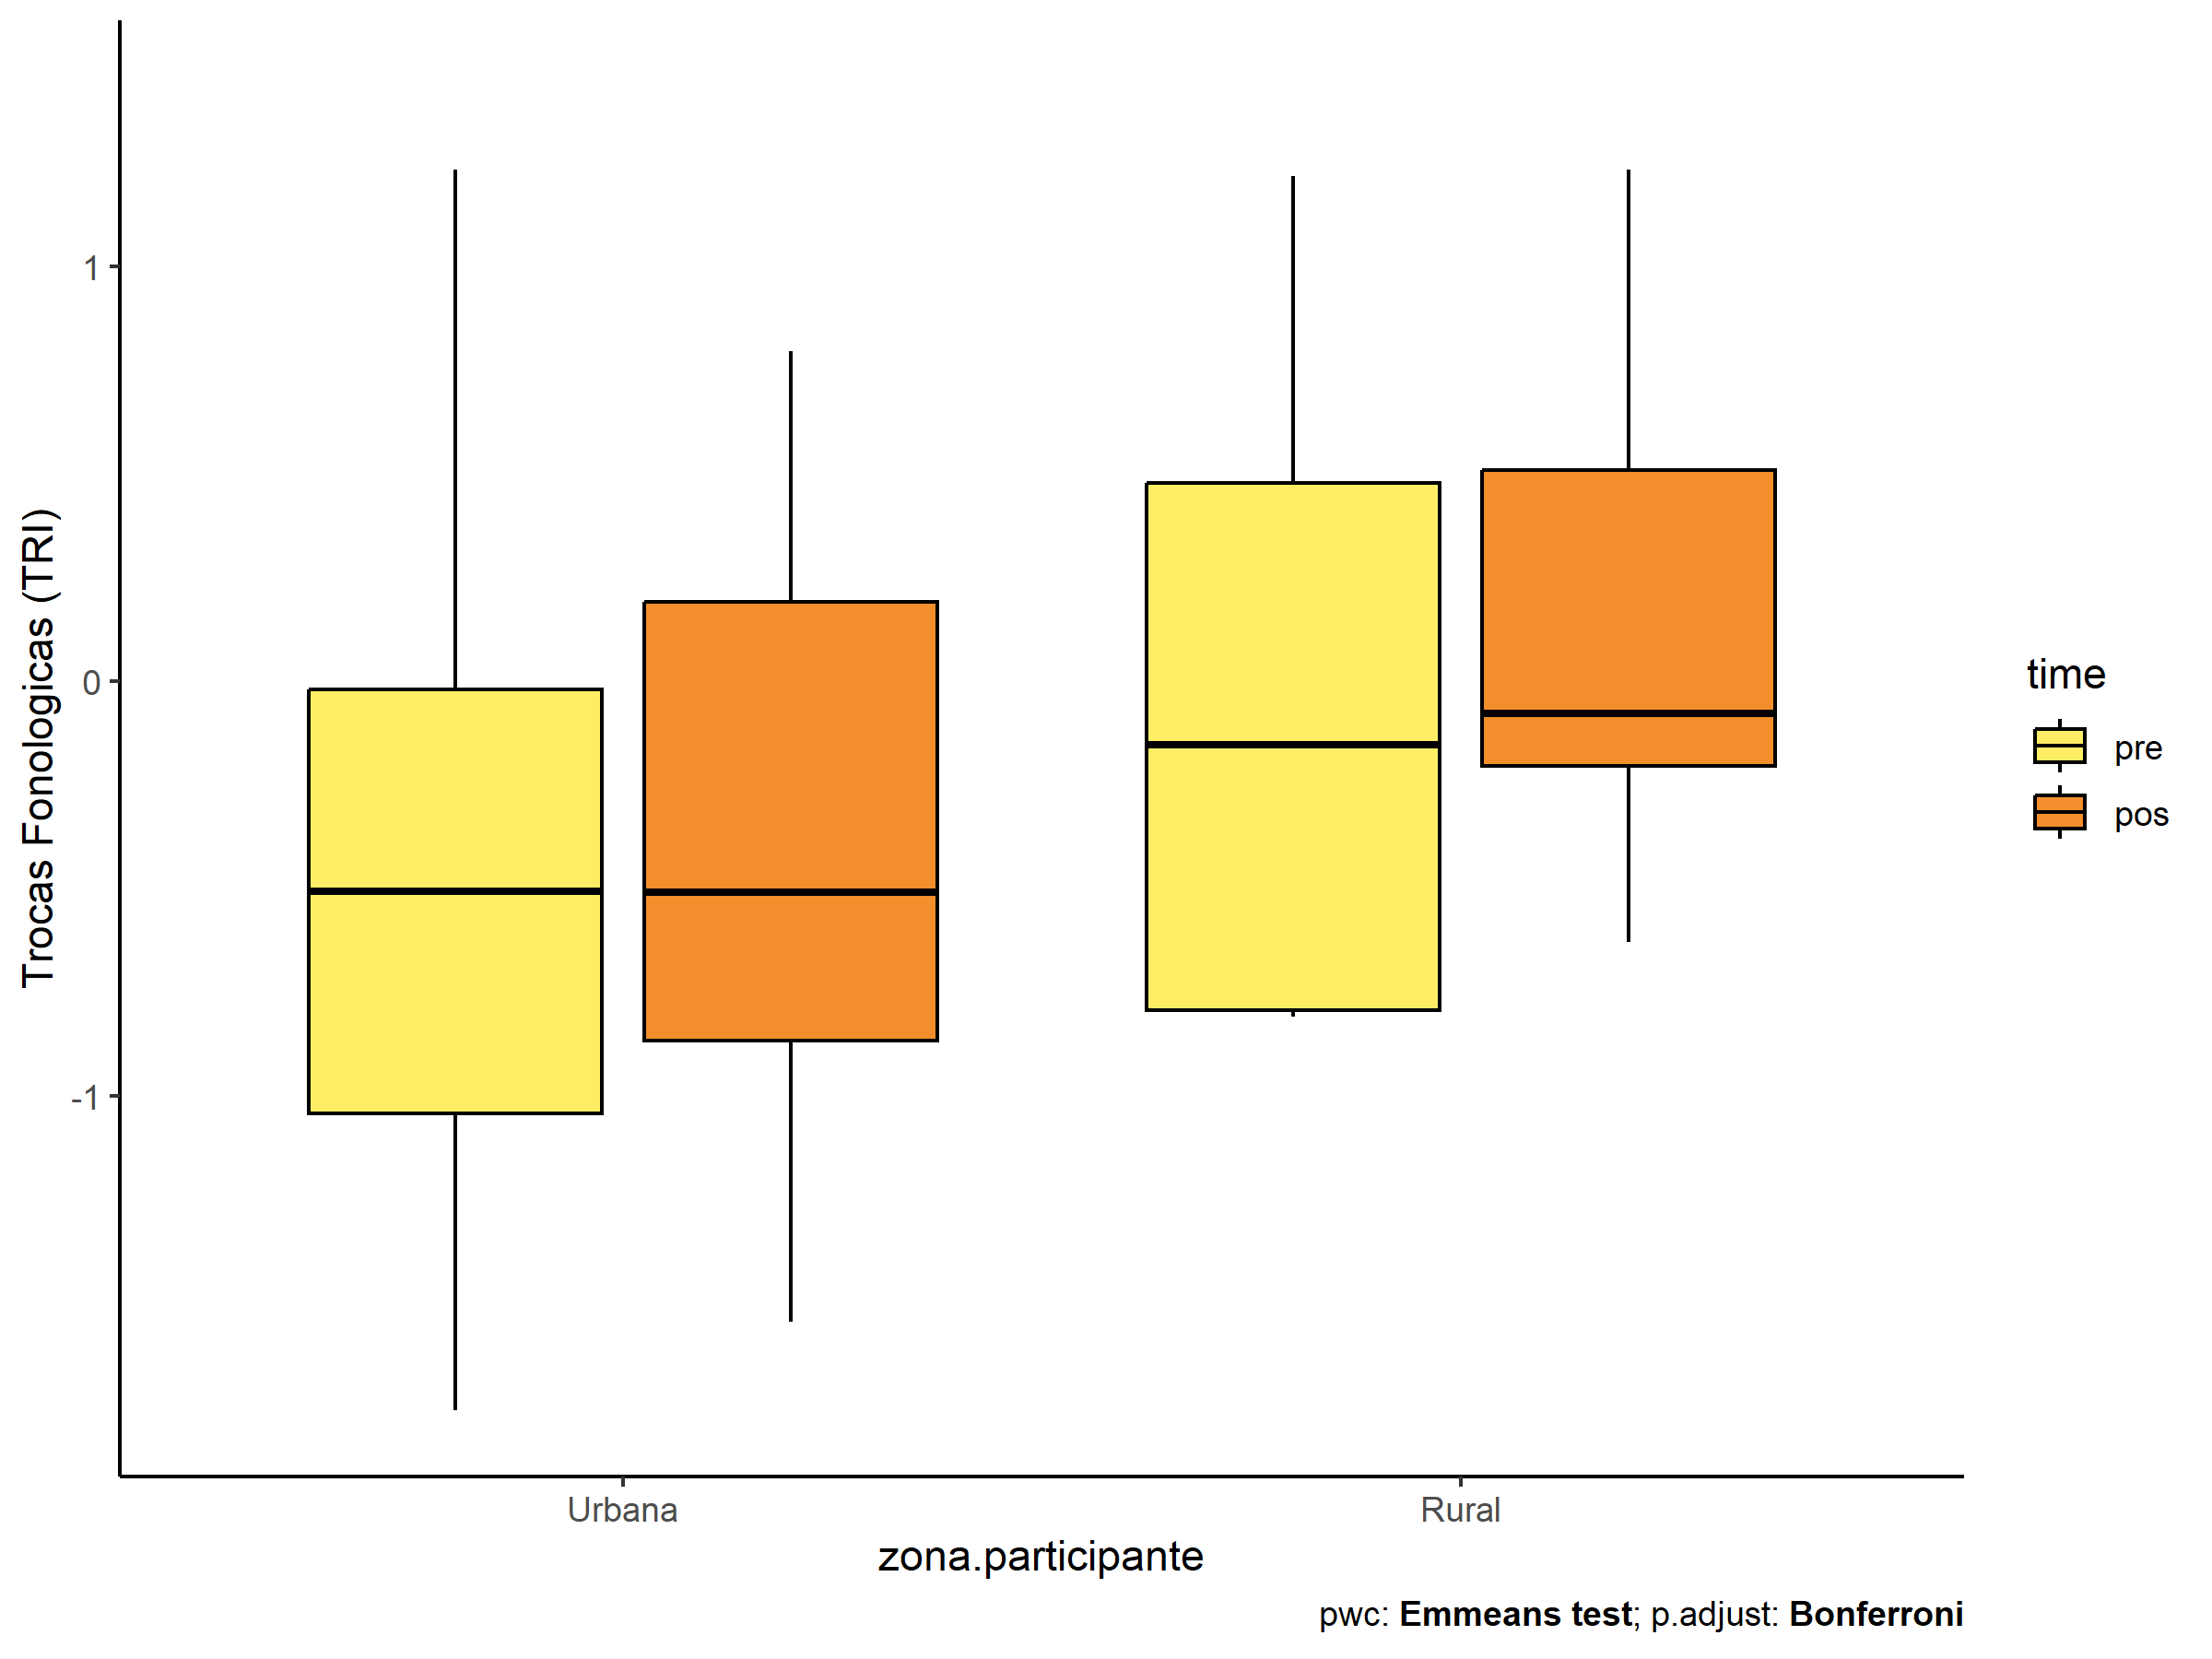 Trocas Fonologicas (TRI)
1
0
-1
Urbana
Rural
zona.participante
time
pre
pos
pwc: Emmeans test; p.adjust: Bonferroni